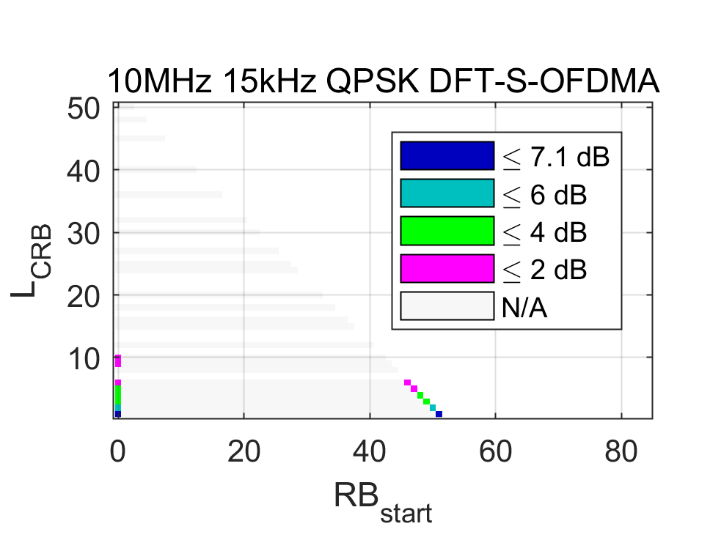 10MHz 15kHz QPSK DFT-S-OFDMA
50
40
30
20
10
L_CRB
≤ 7.1 dB
≤ 6 dB
≤ 4 dB
≤ 2 dB
N/A
0 20 40 60 80
RB_start